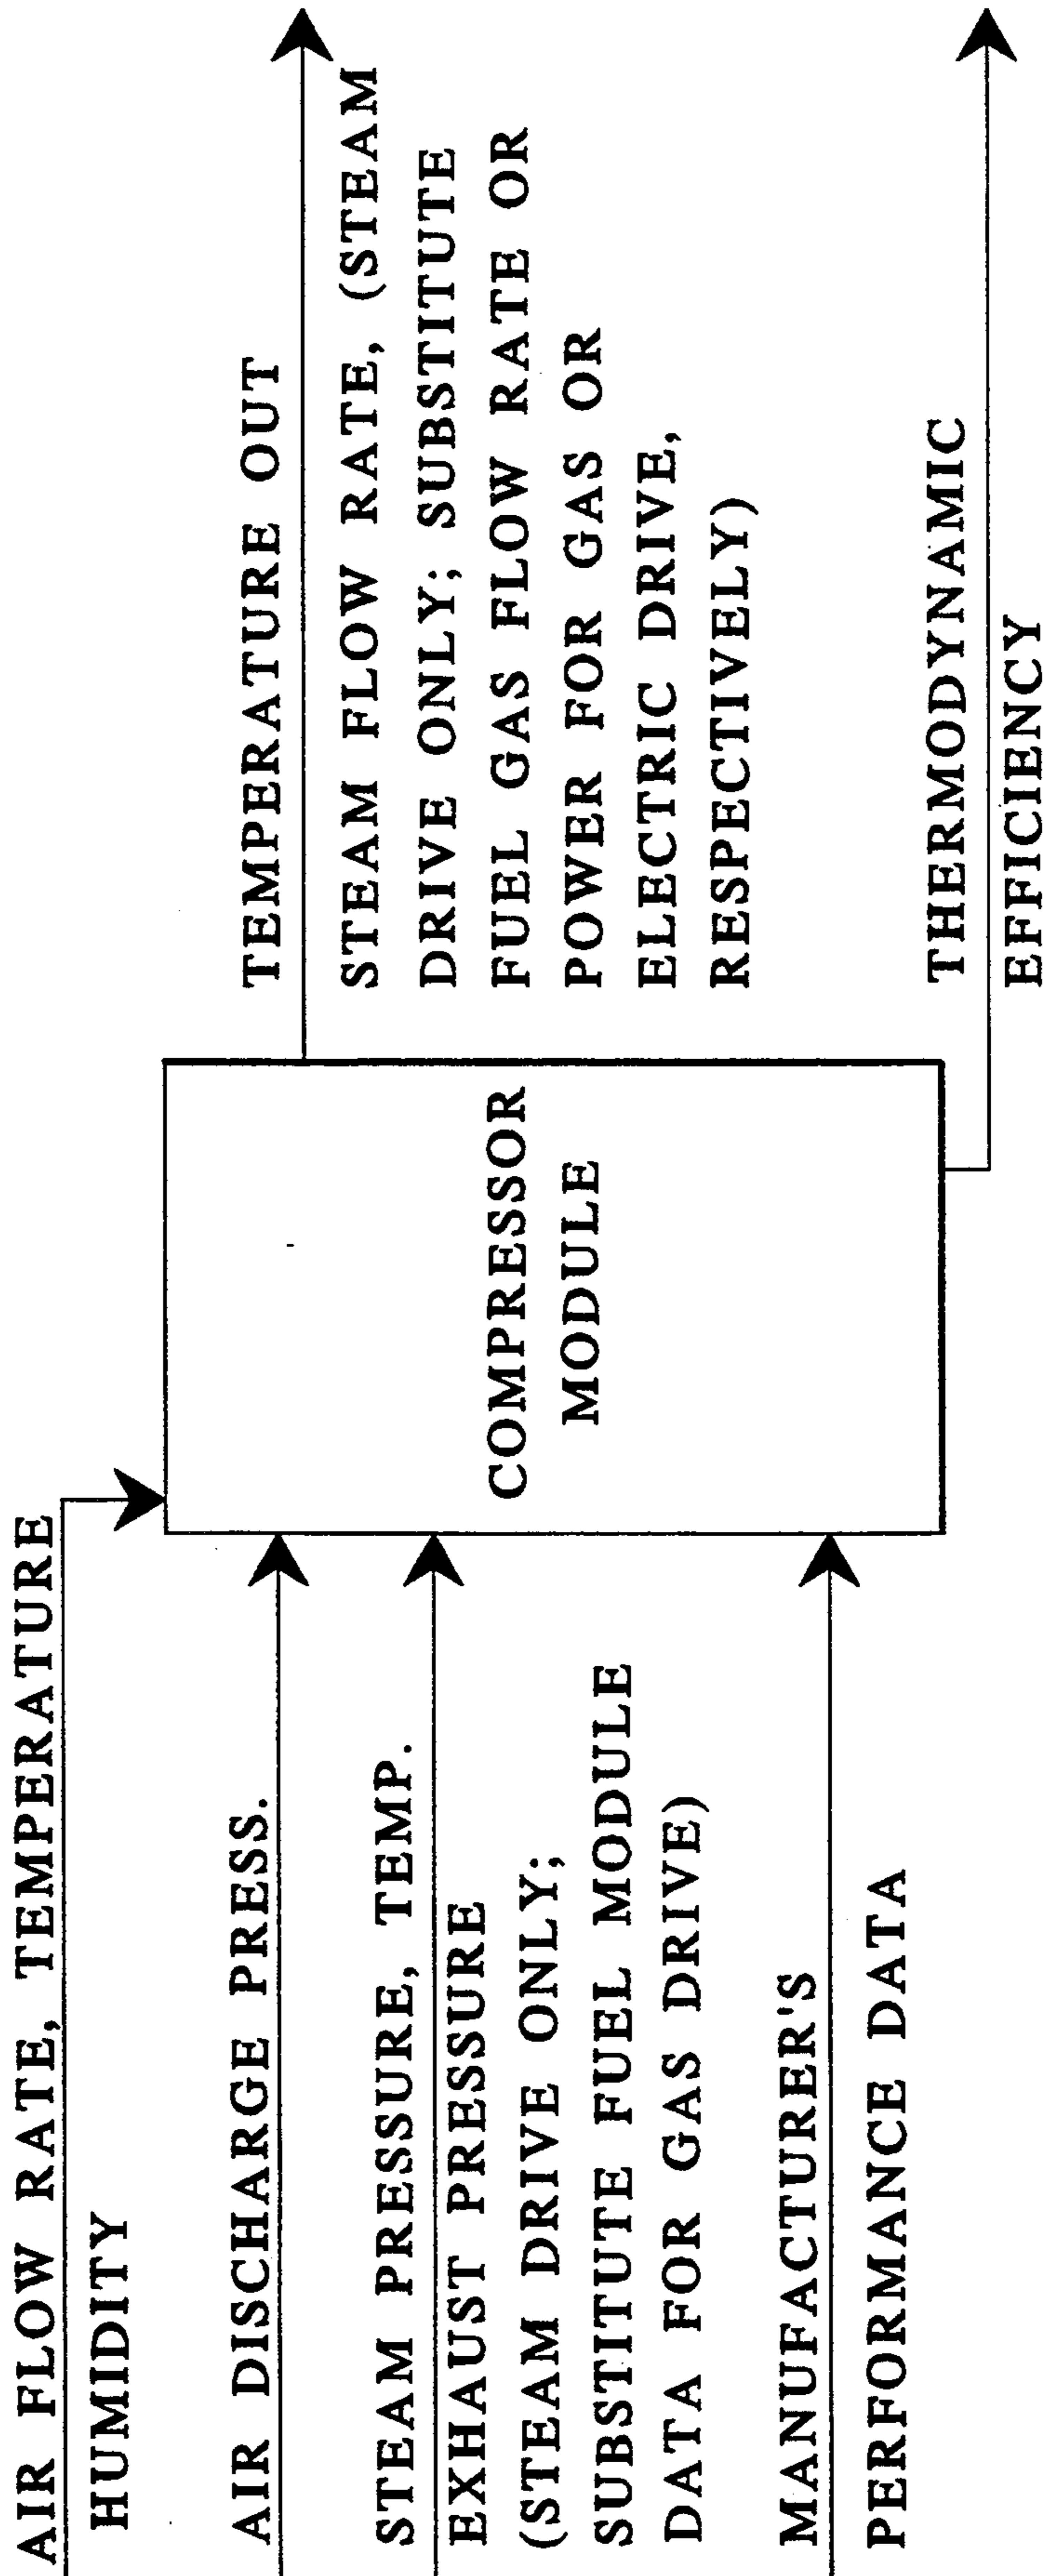 AIR FLOW RATE, TEMPERATURE
HUMIDITY
AIR DISCHARGE PRESS.
STEAM PRESSURE, TEMP.
EXHAUST PRESSURE
(STEAM DRIVE ONLY;
SUBSTITUTE FUEL MODULE
DATA FOR GAS DRIVE)
MANUFACTURER'S
PERFORMANCE DATA
COMPRESSOR
MODULE
TEMPERATURE OUT
STEAM FLOW RATE, (STEAM
DRIVE ONLY; SUBSTITUTE
FUEL GAS FLOW RATE OR
POWER FOR GAS OR
ELECTRIC DRIVE,
RESPECTIVELY)
THERMODYNAMIC
EFFICIENCY